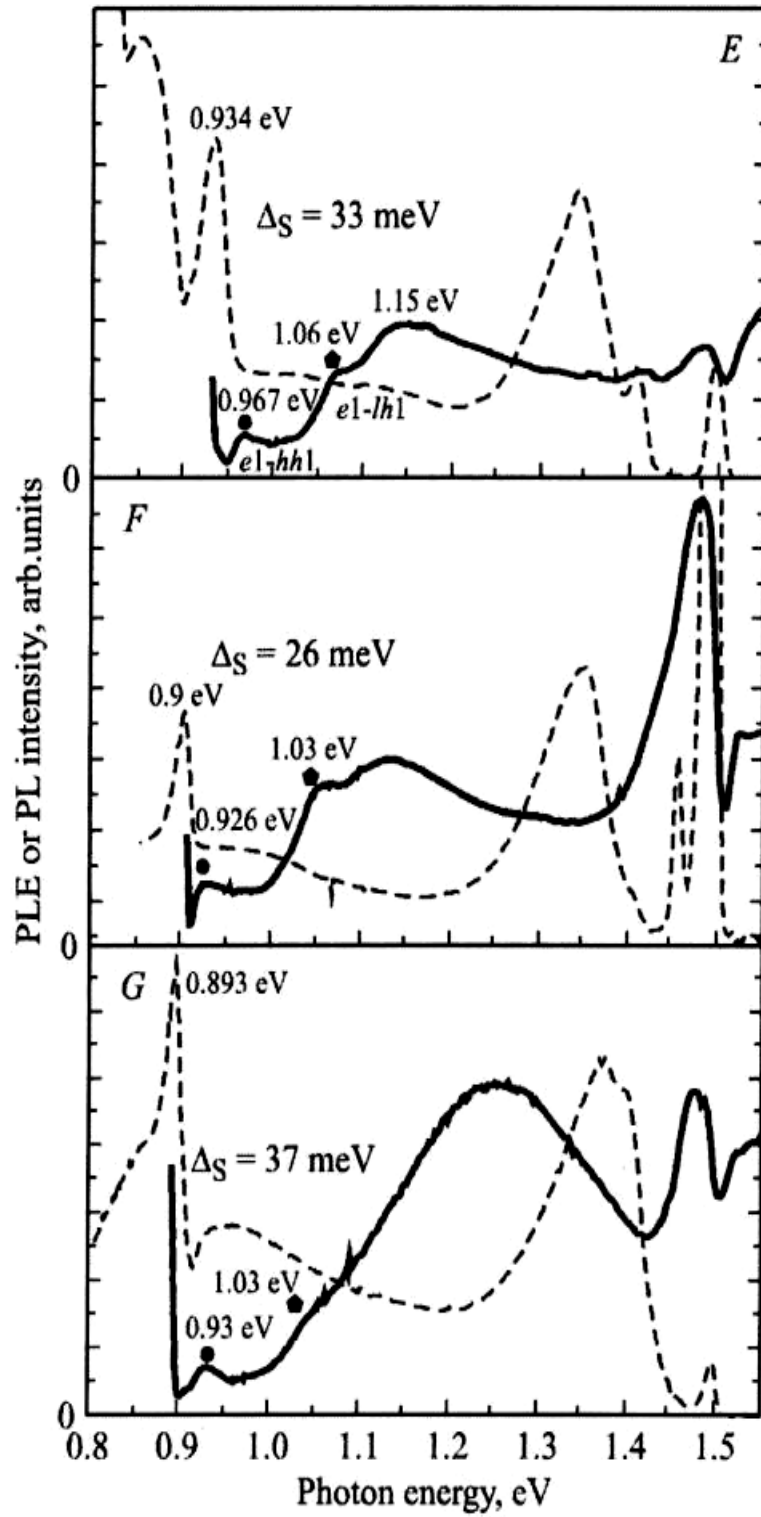 E
0.934 eV
Δ_S = 33 meV
1.15 eV
1.06 eV
0.967 eV
e1-lh1
e1-hh1
0
F
Δ_S = 26 meV
0.9 eV
1.03 eV
0.926 eV
0
G
0.893 eV
Δ_S = 37 meV
1.03 eV
0.93 eV
0
0.8 0.9 1.0 1.1 1.2 1.3 1.4 1.5
Photon energy, eV
PLE or PL intensity, arb.units